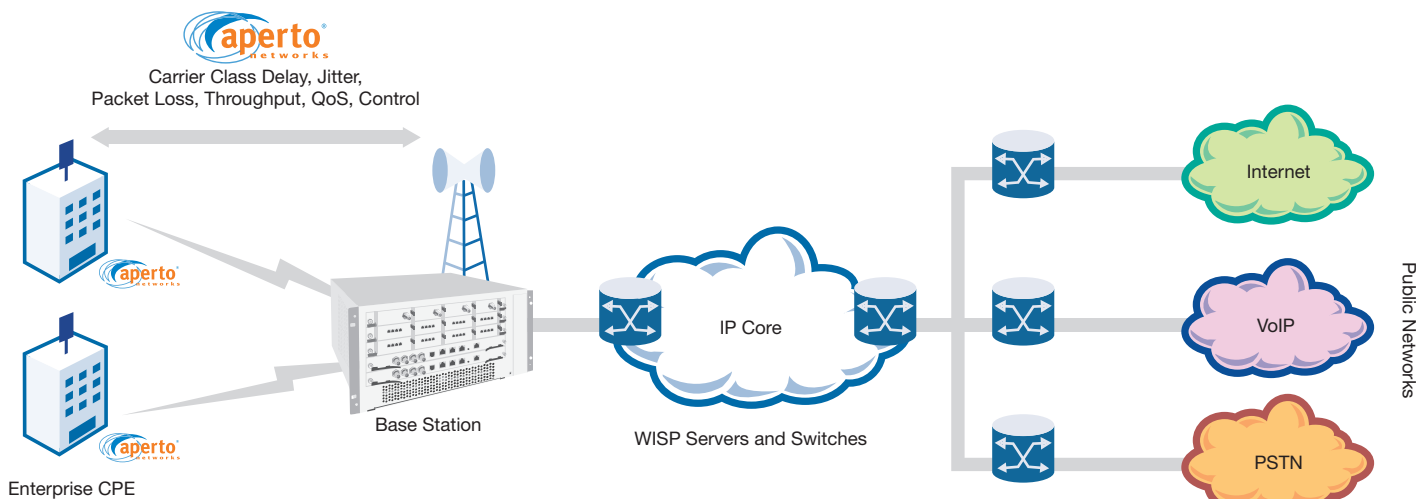 aperto®
networks
Carrier Class Delay, Jitter,
Packet Loss, Throughput, QoS, Control
aperto
networks
aperto
networks
Enterprise CPE
Base Station
IP Core
WISP Servers and Switches
Internet
VoIP
PSTN
Public Networks